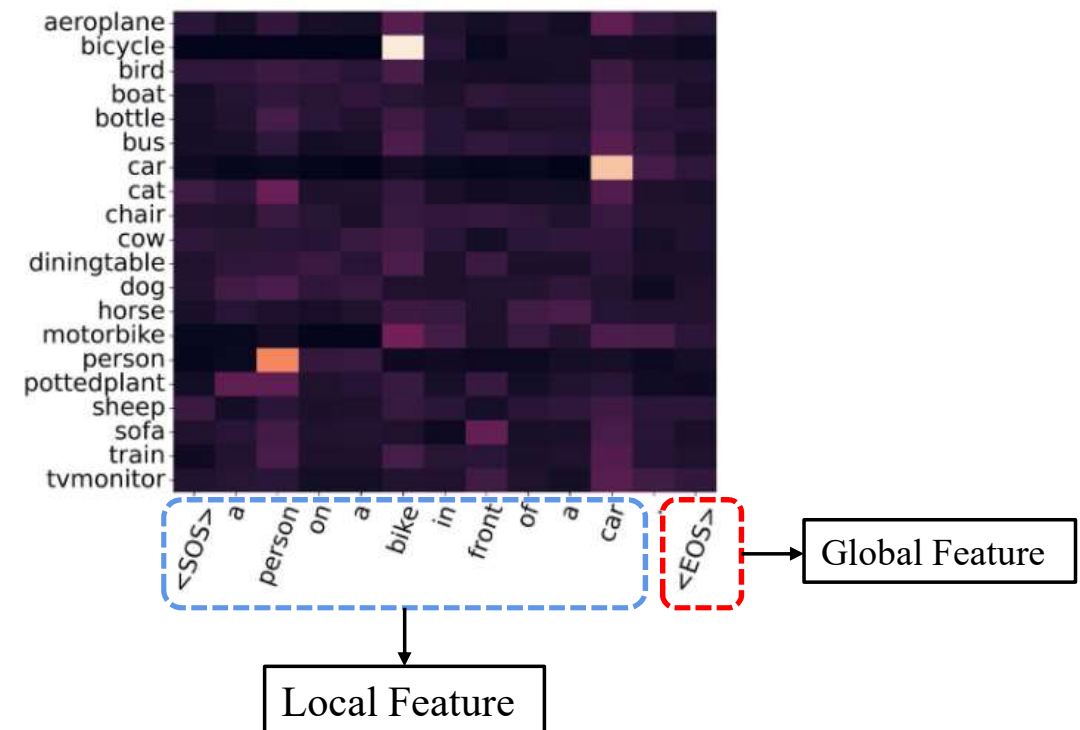 aeroplane
bicycle
bird
boat
bottle
bus
car
cat
chair
cow
diningtable
dog
horse
motorbike
person
pottedplant
sheep
sofa
train
tvmonitor
<SOS> a person on a bike in front of a car . <EOS>
Global Feature
Local Feature